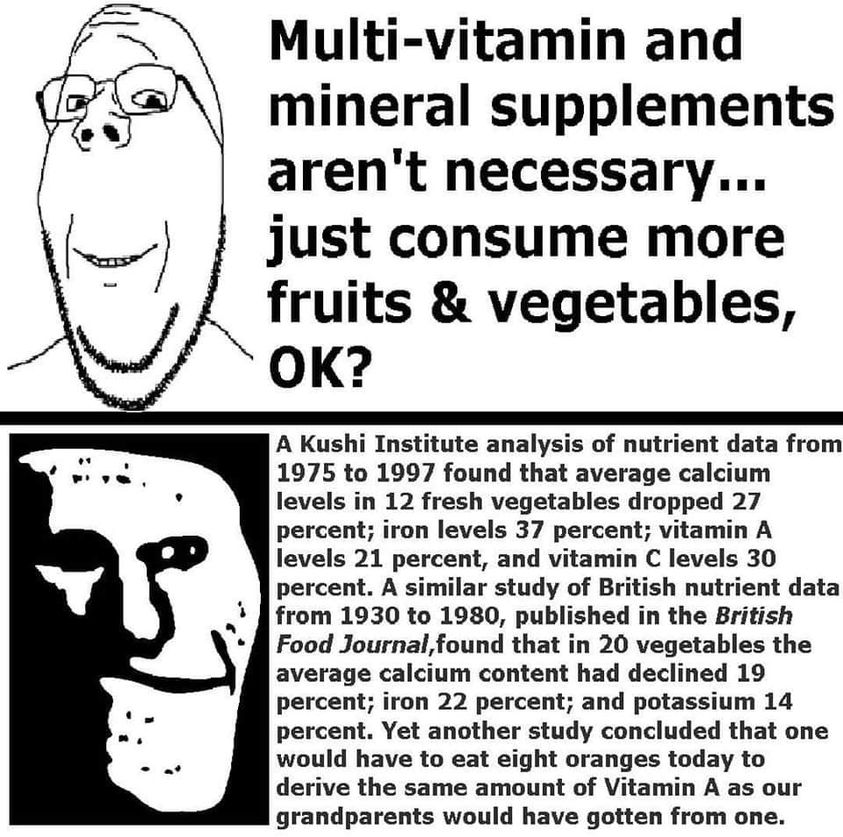 Multi-vitamin and
mineral supplements
aren't necessary...
just consume more
fruits & vegetables,
OK?
A Kushi Institute analysis of nutrient data from
1975 to 1997 found that average calcium
levels in 12 fresh vegetables dropped 27
percent; iron levels 37 percent; vitamin A
levels 21 percent, and vitamin C levels 30
percent. A similar study of British nutrient data
from 1930 to 1980, published in the British
Food Journal,found that in 20 vegetables the
average calcium content had declined 19
percent; iron 22 percent; and potassium 14
percent. Yet another study concluded that one
would have to eat eight oranges today to
derive the same amount of Vitamin A as our
grandparents would have gotten from one.